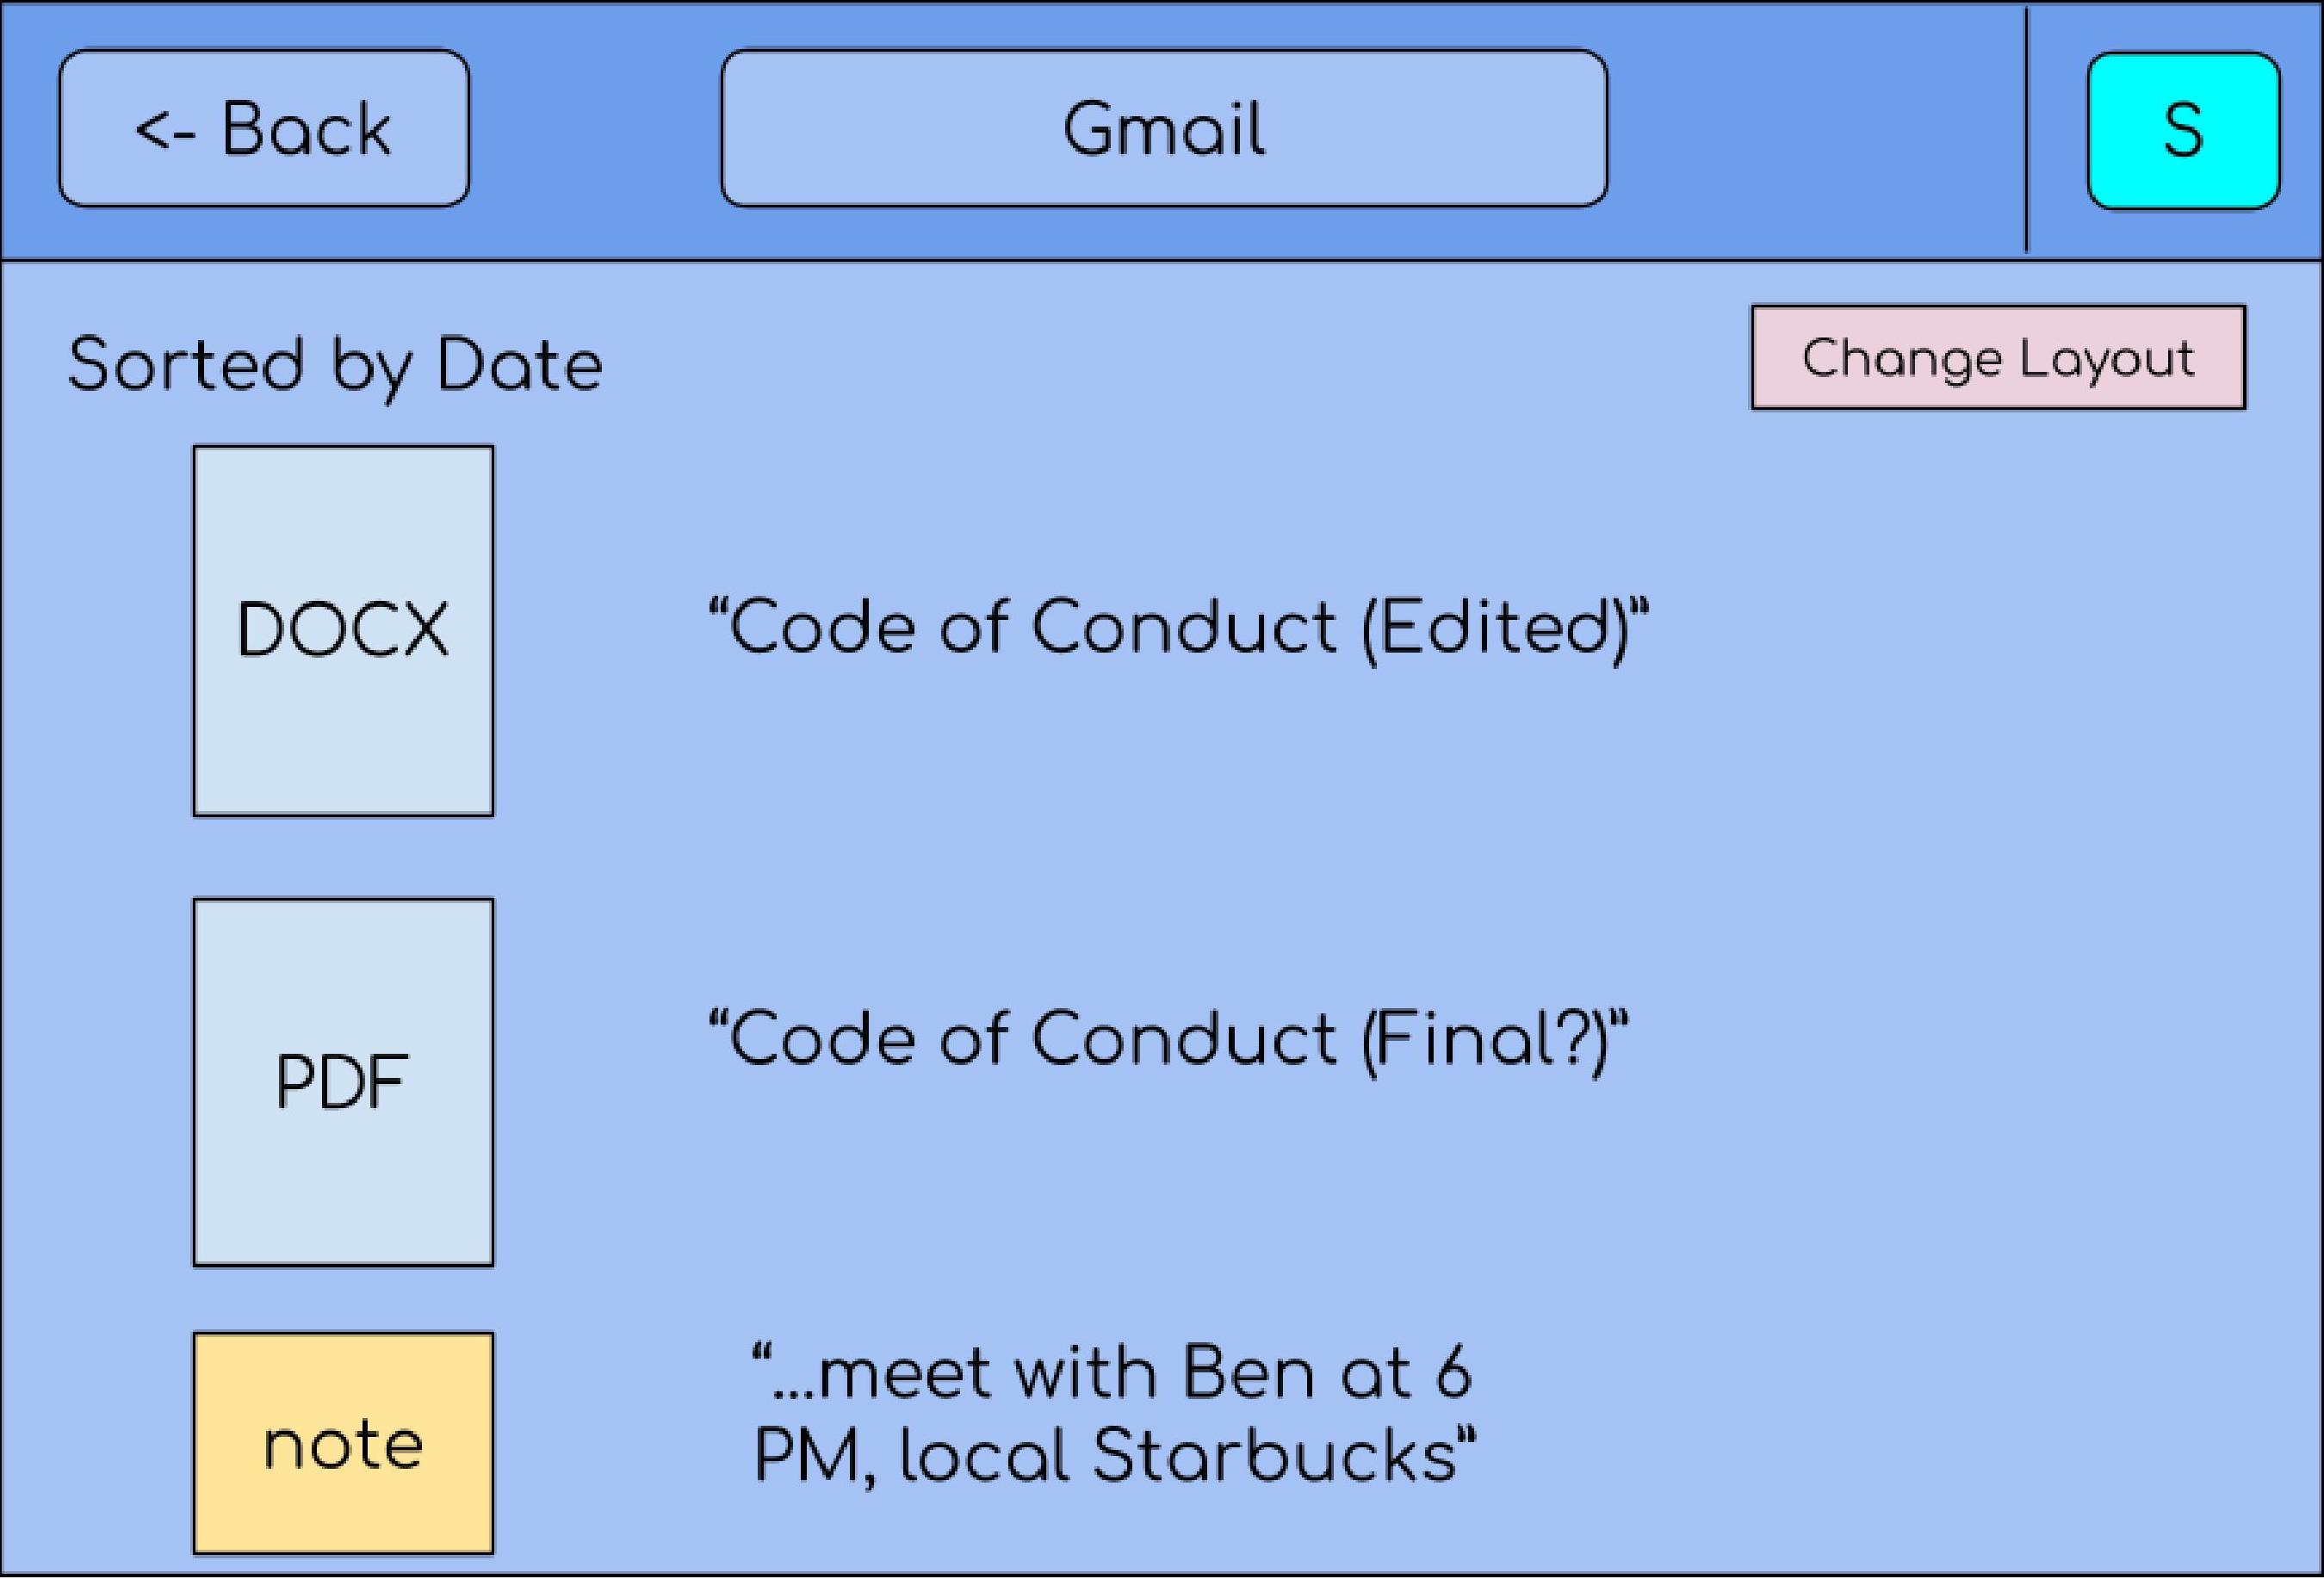 <- Back
Gmail
S
Sorted by Date
Change Layout
DOCX
“Code of Conduct (Edited)”
PDF
“Code of Conduct (Final?)”
note
“...meet with Ben at 6
PM, local Starbucks”